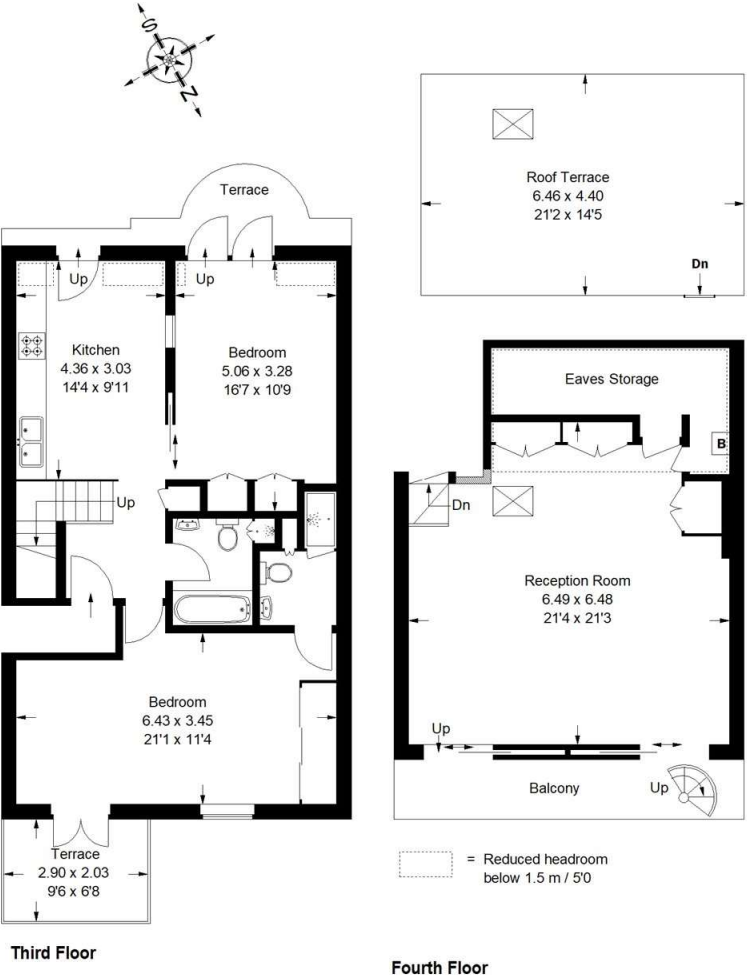 S
N
Terrace
Up
Up
Kitchen
4.36 x 3.03
14'4 x 9'11
Bedroom
5.06 x 3.28
16'7 x 10'9
Up
Bedroom
6.43 x 3.45
21'1 x 11'4
Terrace
2.90 x 2.03
9'6 x 6'8
Third Floor
Roof Terrace
6.46 x 4.40
21'2 x 14'5
Dn
Eaves Storage
B
Dn
Reception Room
6.49 x 6.48
21'4 x 21'3
Up
Balcony
Up
= Reduced headroom
below 1.5 m / 5'0
Fourth Floor